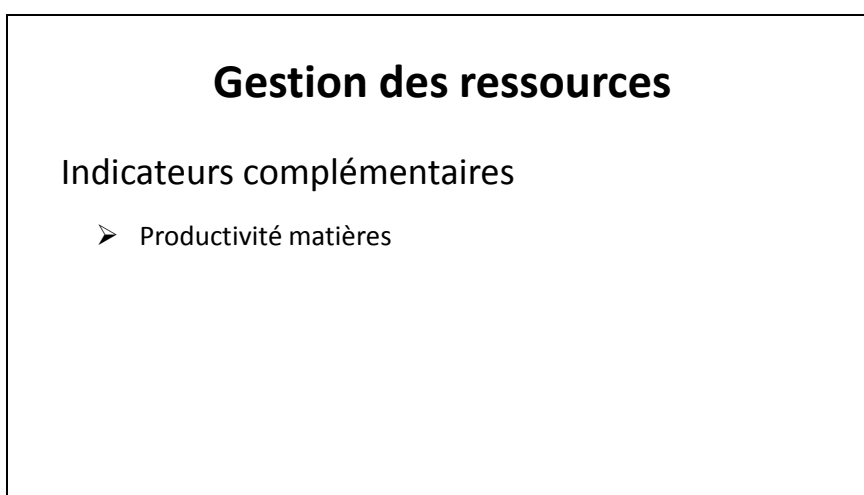 Gestion des ressources
Indicateurs complémentaires
➢ Productivité matières